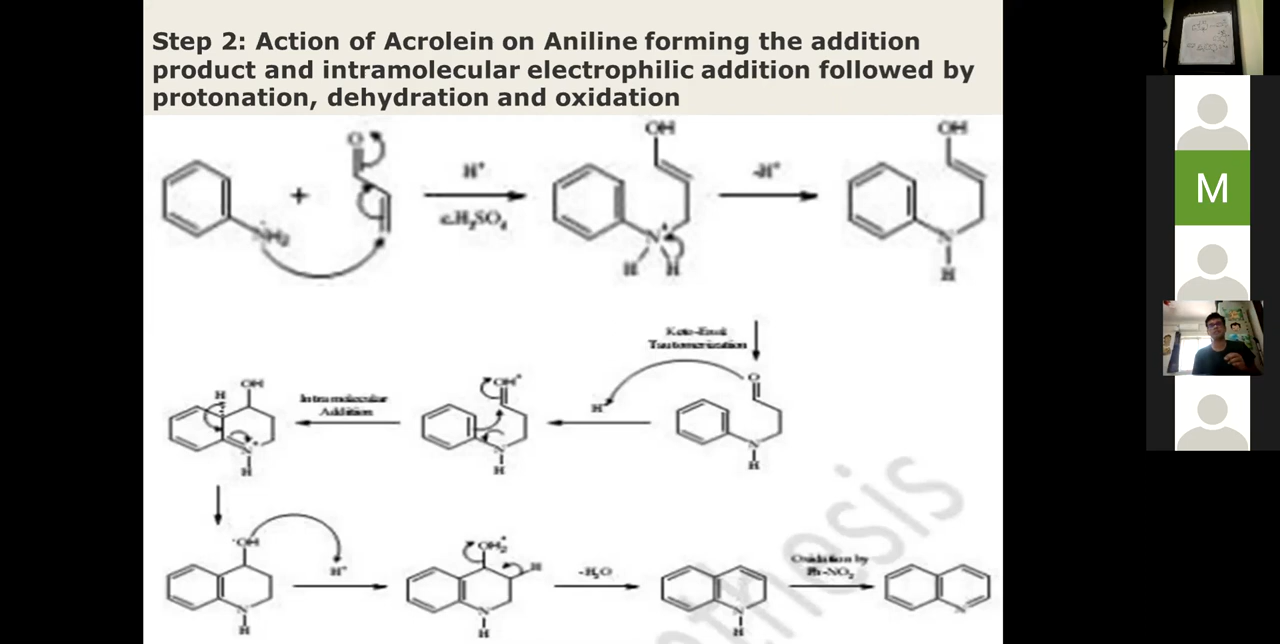 Step 2: Action of Acrolein on Aniline forming the addition
product and intramolecular electrophilic addition followed by
protonation, dehydration and oxidation
OH
OH
O
H⁺
-H⁺
+
c.H₂SO₄
NH₂
N⁺
N
H
H
H
Keto-Enol
Tautomerization
O
OH⁺
H
OH
Intramolecular
Addition
H⁺
N⁺
N
N
H
H
H
OH
OH₂⁺
H
H⁺
-H₂O
Oxidation by
Ph-NO₂
N
N
N
N
H
H
H
M